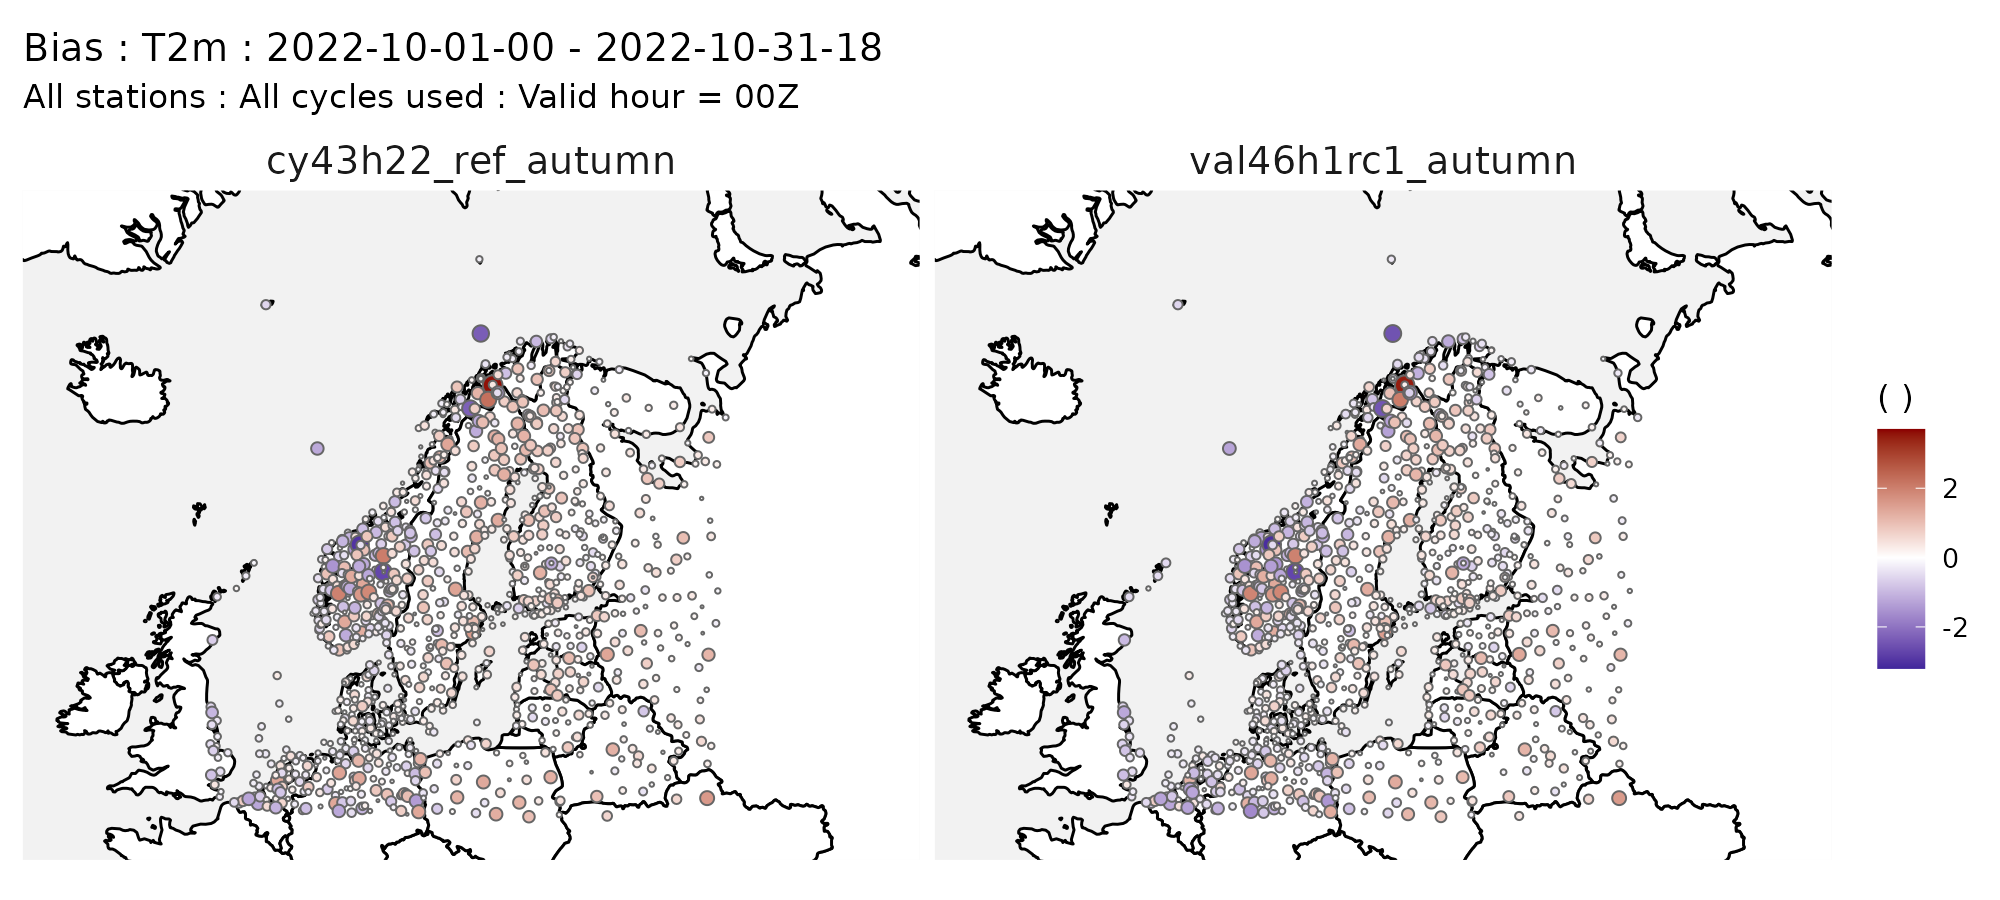 Bias : T2m : 2022-10-01-00 - 2022-10-31-18
All stations : All cycles used : Valid hour = 00Z
cy43h22_ref_autumn
val46h1rc1_autumn
( )
2
0
-2